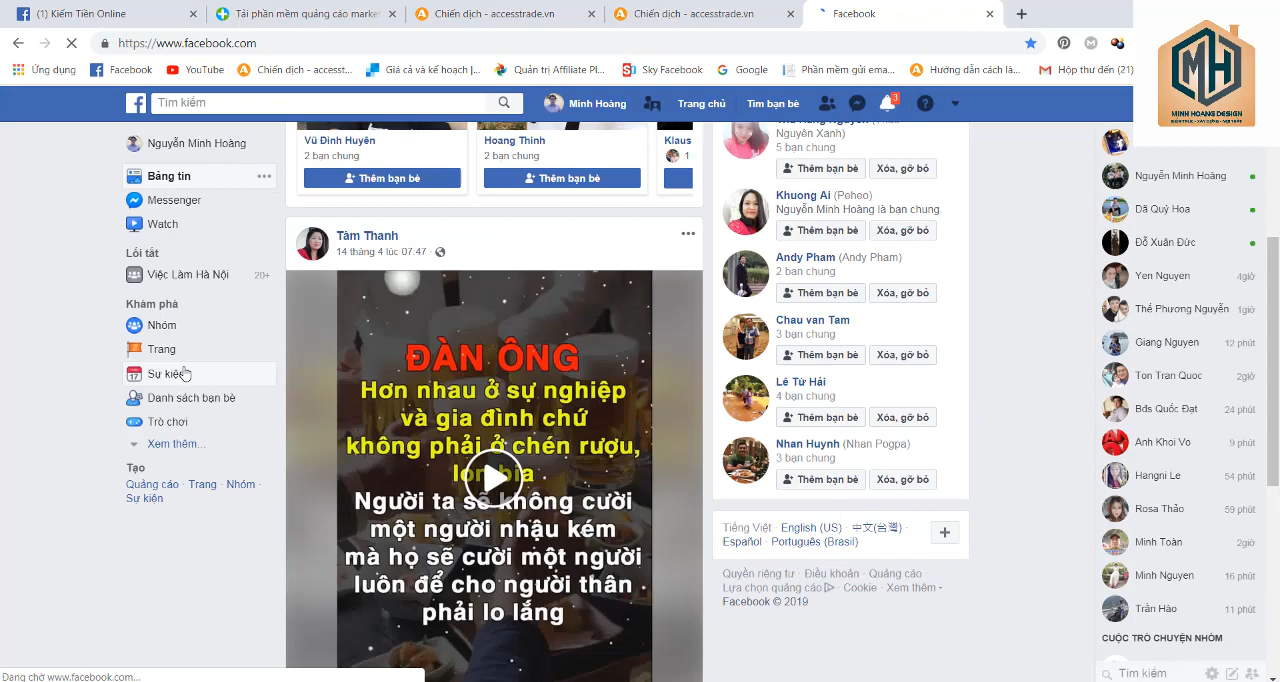 (1) Kiếm Tiền Online
Tải phần mềm quảng cáo market
Chiến dịch - accesstrade.vn
Chiến dịch - accesstrade.vn
Facebook
https://www.facebook.com
Ứng dụng
Facebook
YouTube
Chiến dịch - accesst...
Giá cả và kế hoạch |...
Quản trị Affiliate Pl...
Sky Facebook
Google
Phần mềm gửi ema...
Hướng dẫn cách là...
Hộp thư đến (21)
MH
MINH HOANG DESIGN
Tìm kiếm
Minh Hoàng
Trang chủ
Tìm bạn bè
3
Nguyễn Minh Hoàng
Bảng tin
Messenger
Watch
Lối tắt
Việc Làm Hà Nội 20+
Khám phá
Nhóm
Trang
Sự kiện
Danh sách bạn bè
Trò chơi
Xem thêm...
Tạo
Quảng cáo · Trang · Nhóm ·
Sự kiện
Vũ Đình Huyên
2 bạn chung
Thêm bạn bè
Hoang Thinh
2 bạn chung
Thêm bạn bè
Klaus
1
Tâm Thanh
14 tháng 4 lúc 07:47 ·
ĐÀN ÔNG
Hơn nhau ở sự nghiệp
và gia đình chứ
không phải ở chén rượu,
lon bia
Người ta sẽ không cười
một người nhậu kém
mà họ sẽ cười một người
luôn để cho người thân
phải lo lắng
Nguyên Xanh)
5 bạn chung
Thêm bạn bè Xóa, gỡ bỏ
Khuong Ai (Peheo)
Nguyễn Minh Hoàng là bạn chung.
Thêm bạn bè Xóa, gỡ bỏ
Andy Pham (Andy Pham)
2 bạn chung
Thêm bạn bè Xóa, gỡ bỏ
Chau van Tam
3 bạn chung
Thêm bạn bè Xóa, gỡ bỏ
Lê Tứ Hải
4 bạn chung
Thêm bạn bè Xóa, gỡ bỏ
Nhan Huynh (Nhan Pogpa)
3 bạn chung
Thêm bạn bè Xóa, gỡ bỏ
Tiếng Việt · English (US) · 中文(台灣) ·
Español · Português (Brasil)
Quyền riêng tư · Điều khoản · Quảng cáo ·
Lựa chọn quảng cáo · Cookie · Xem thêm
Facebook © 2019
Nguyễn Minh Hoàng
Dã Quỳ Hoa
Đỗ Xuân Đức
Yen Nguyen 4giờ
Thế Phương Nguyễn 1giờ
Giang Nguyen 12 phút
Ton Tran Quoc 2giờ
Bđs Quốc Đạt 24 phút
Anh Khoi Vo 9 phút
Hangni Le 54 phút
Rosa Thảo 59 phút
Minh Toàn 2giờ
Minh Nguyen 16 phút
Trần Hảo 11 phút
CUỘC TRÒ CHUYỆN NHÓM
Tìm kiếm
Đang chờ www.facebook.com...